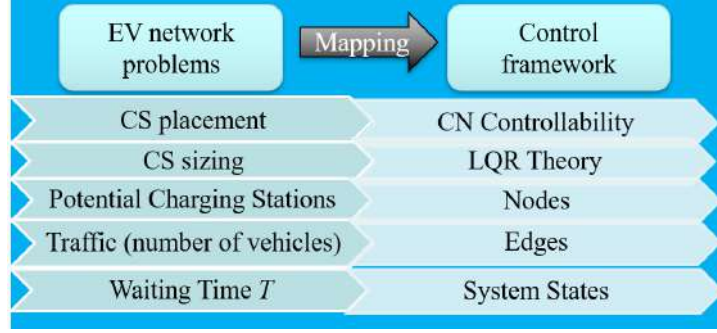 EV network
problems
Mapping
Control
framework
CS placement
CN Controllability
CS sizing
LQR Theory
Potential Charging Stations
Nodes
Traffic (number of vehicles)
Edges
Waiting Time T
System States